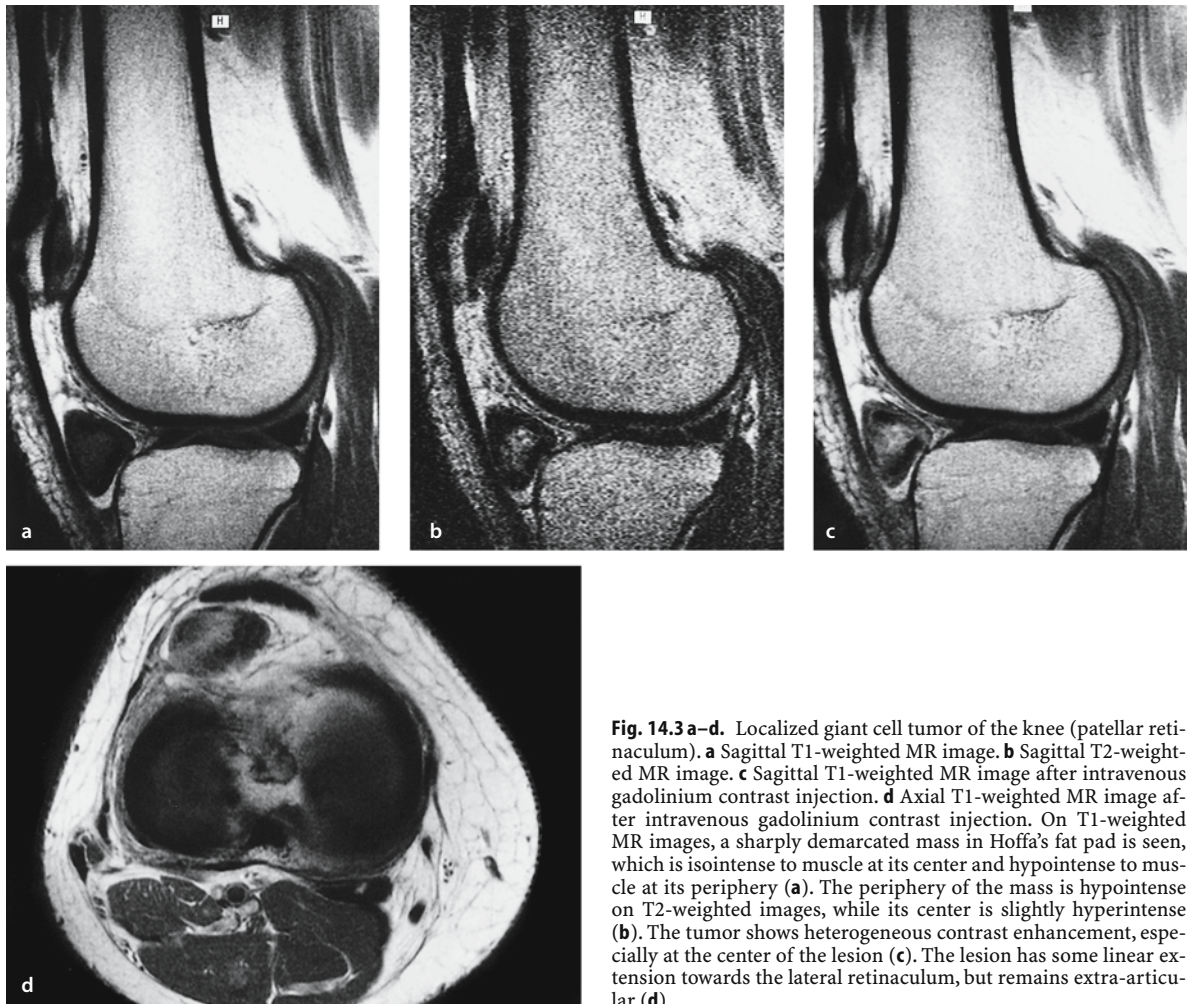 H
H
a
b
c
d
Fig. 14.3 a–d. Localized giant cell tumor of the knee (patellar reti-
naculum). a Sagittal T1-weighted MR image. b Sagittal T2-weight-
ed MR image. c Sagittal T1-weighted MR image after intravenous
gadolinium contrast injection. d Axial T1-weighted MR image af-
ter intravenous gadolinium contrast injection. On T1-weighted
MR images, a sharply demarcated mass in Hoffa's fat pad is seen,
which is isointense to muscle at its center and hypointense to mus-
cle at its periphery (a). The periphery of the mass is hypointense
on T2-weighted images, while its center is slightly hyperintense
(b). The tumor shows heterogeneous contrast enhancement, espe-
cially at the center of the lesion (c). The lesion has some linear ex-
tension towards the lateral retinaculum, but remains extra-articu-
lar (d)